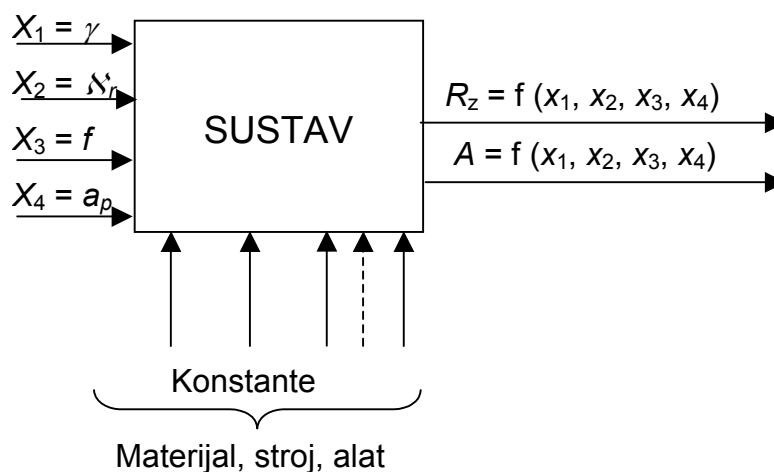 X₁ = γ
X₂ = ℵᵣ
X₃ = f
X₄ = aₚ
SUSTAV
R_z = f (x₁, x₂, x₃, x₄)
A = f (x₁, x₂, x₃, x₄)
Konstante
Materijal, stroj, alat